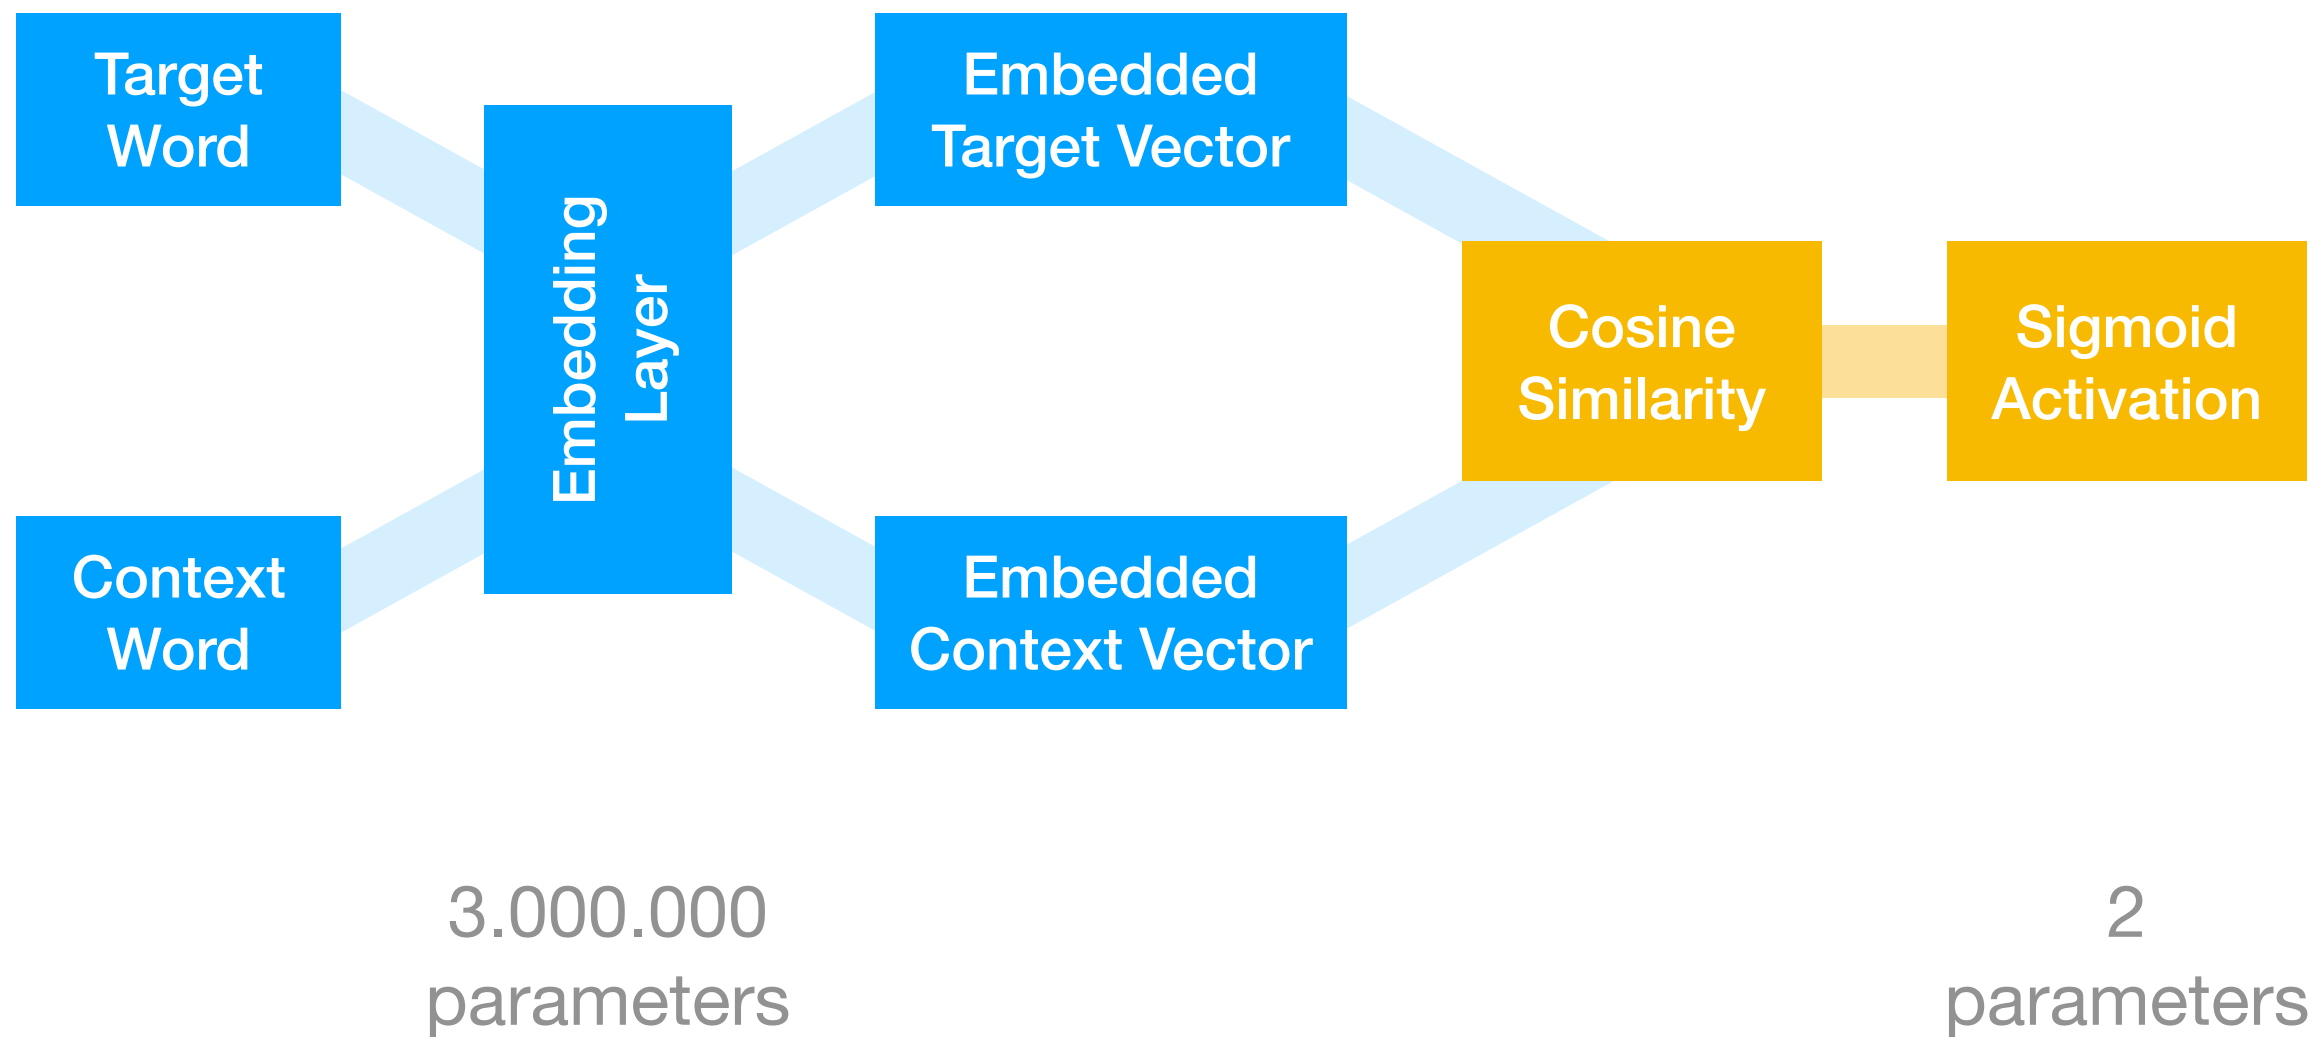 Target
Word
Embedding
Layer
Embedded
Target Vector
Context
Word
Embedded
Context Vector
Cosine
Similarity
Sigmoid
Activation
3.000.000
parameters
2
parameters